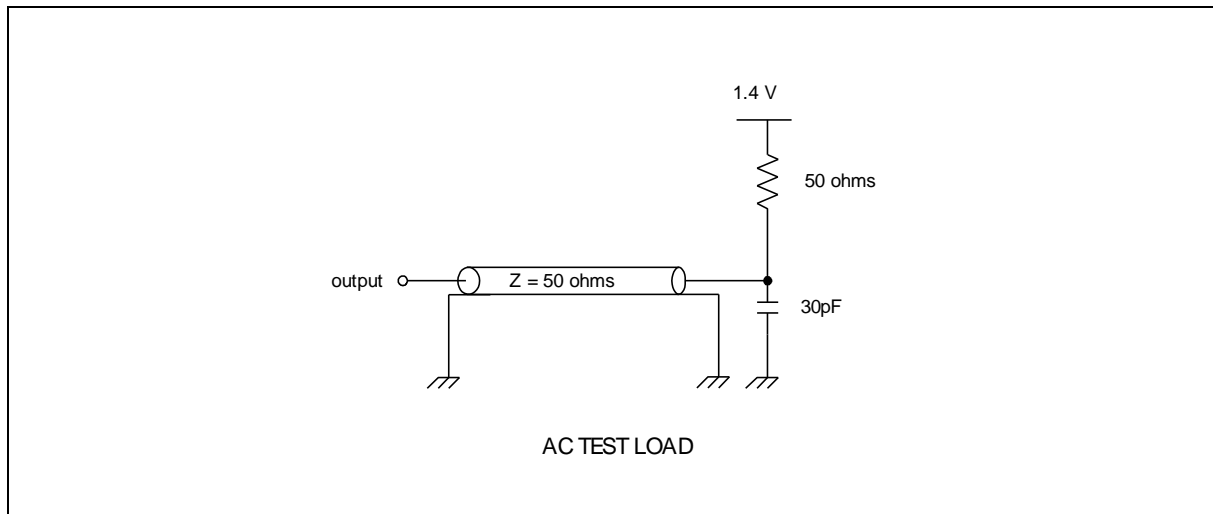 1.4 V
50 ohms
output
Z = 50 ohms
30pF
AC TEST LOAD